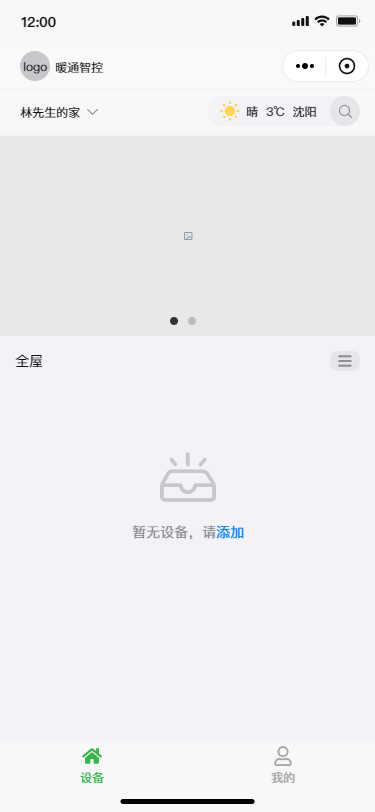 12:00
logo 暖通智控
林先生的家 晴 3℃ 沈阳
全屋
暂无设备，请添加
设备 我的